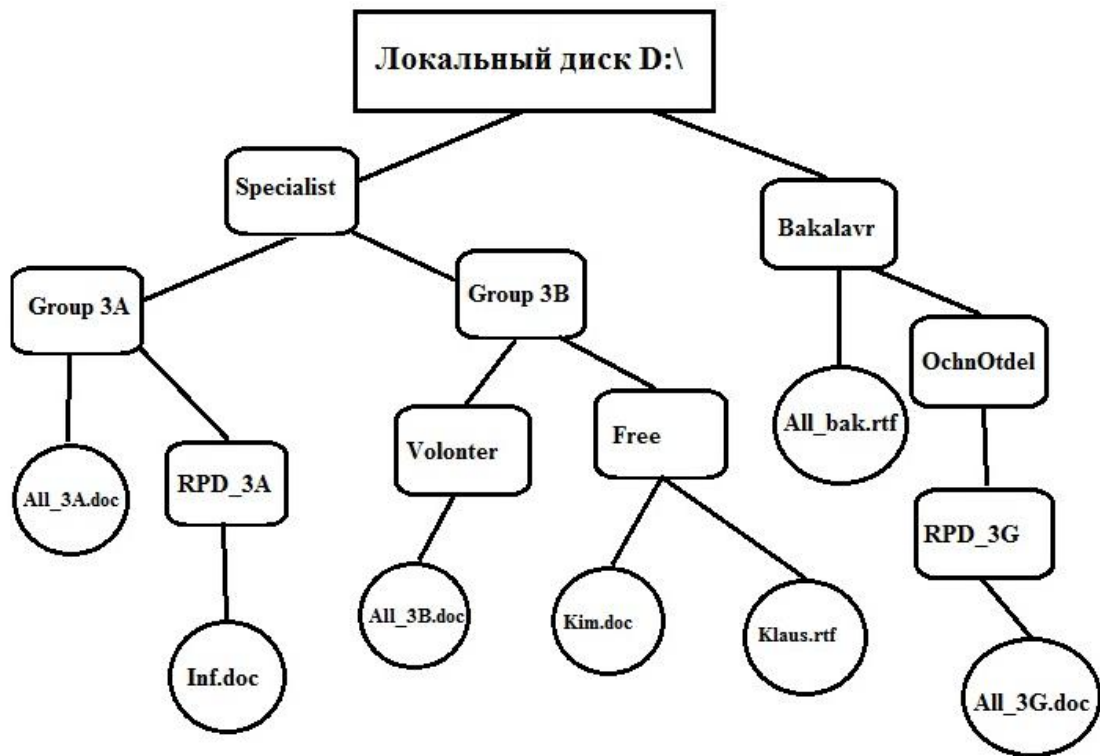 Локальный диск D:\
Specialist
Bakalavr
Group 3A
Group 3B
OchnOtdel
All_bak.rtf
Volonter
Free
All_3A.doc
RPD_3A
RPD_3G
All_3B.doc
Kim.doc
Klaus.rtf
Inf.doc
All_3G.doc